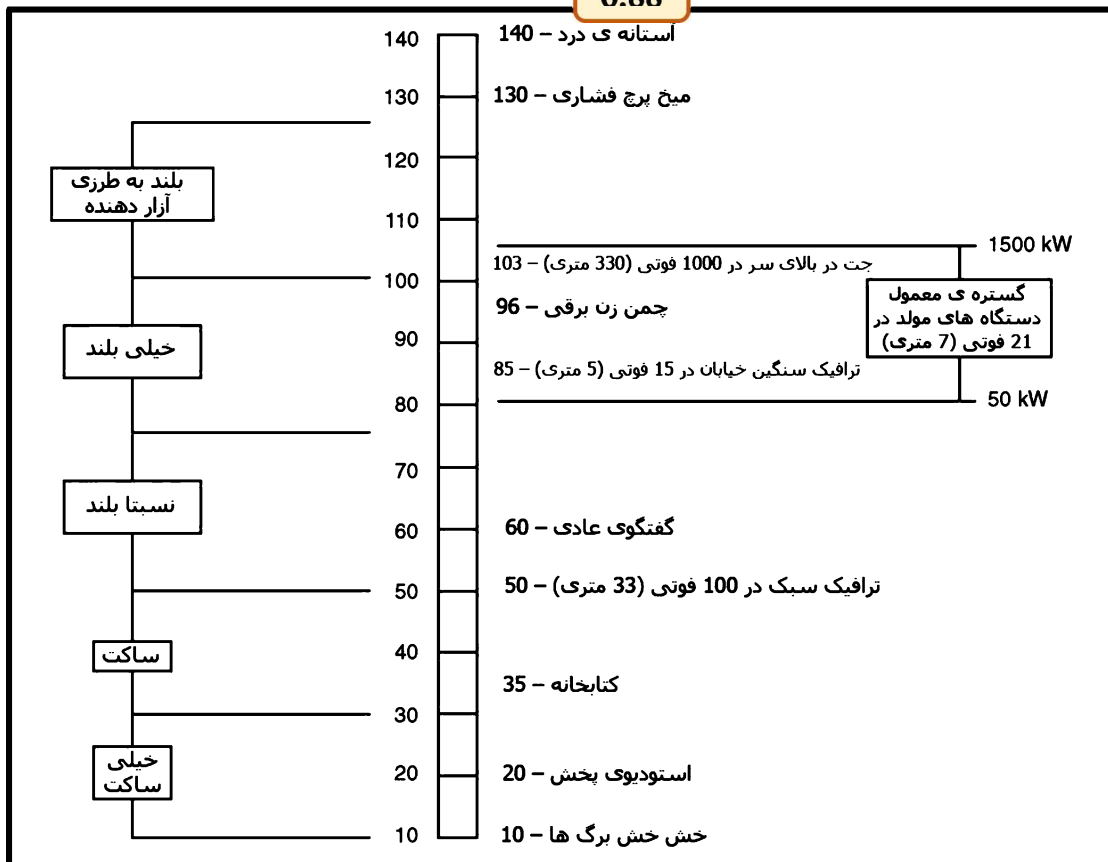 0.68
140
130
120
110
100
90
80
70
60
50
40
30
20
10
بلند به طرزی
آزار دهنده
خیلی بلند
نسبتا بلند
ساکت
خیلی
ساکت
آستانه ی درد – 140
میخ پرچ فشاری – 130
جت در بالای سر در 1000 فوتی (330 متری) – 103
چمن زن برقی – 96
ترافیک سنگین خیابان در 15 فوتی (5 متری) – 85
گفتگوی عادی – 60
ترافیک سبک در 100 فوتی (33 متری) – 50
کتابخانه – 35
استودیوی پخش – 20
خش خش برگ ها – 10
1500 kW
گستره ی معمول
دستگاه های مولد در
21 فوتی (7 متری)
50 kW